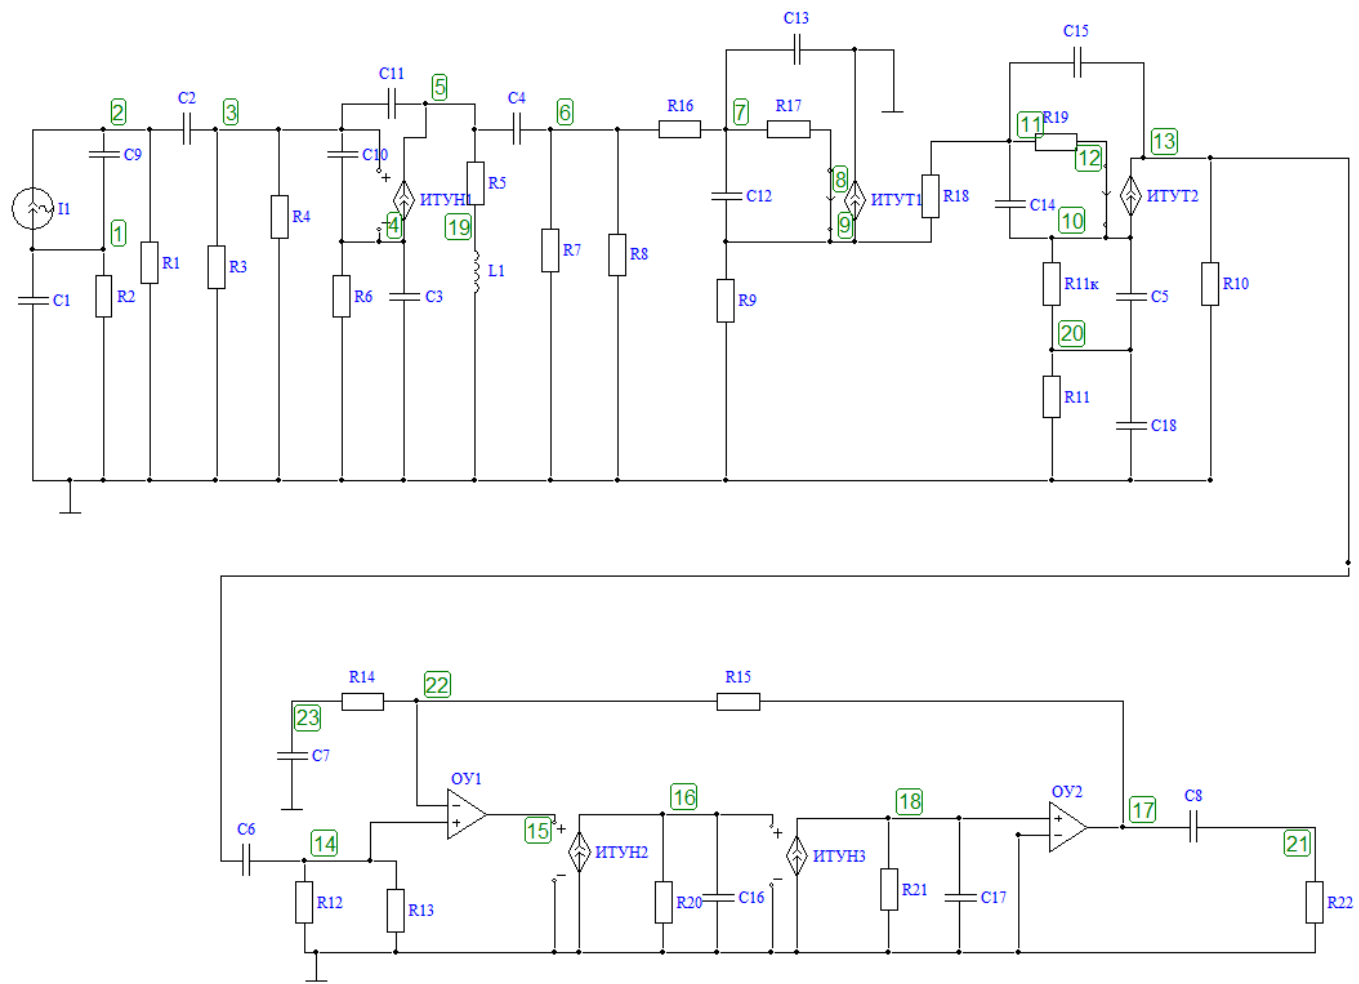 C13
C15
C11
5
C4
C2
2
3
6
R16
7
R17
11
R19
C9
C10
12
13
+
R5
8
I1
R4
ИТУН1
C12
ИТУТ1
R18
C14
ИТУТ2
−
4
19
9
10
1
R1
R3
L1
R7
R8
C1
R2
R6
C3
R9
R11к
C5
R10
20
R11
C18
R14
22
R15
23
C7
ОУ1
−
+
16
18
ОУ2
17
C8
C6
14
15
+
−
ИТУН2
+
−
ИТУН3
+
−
21
R12
R13
R20
C16
R21
C17
R22